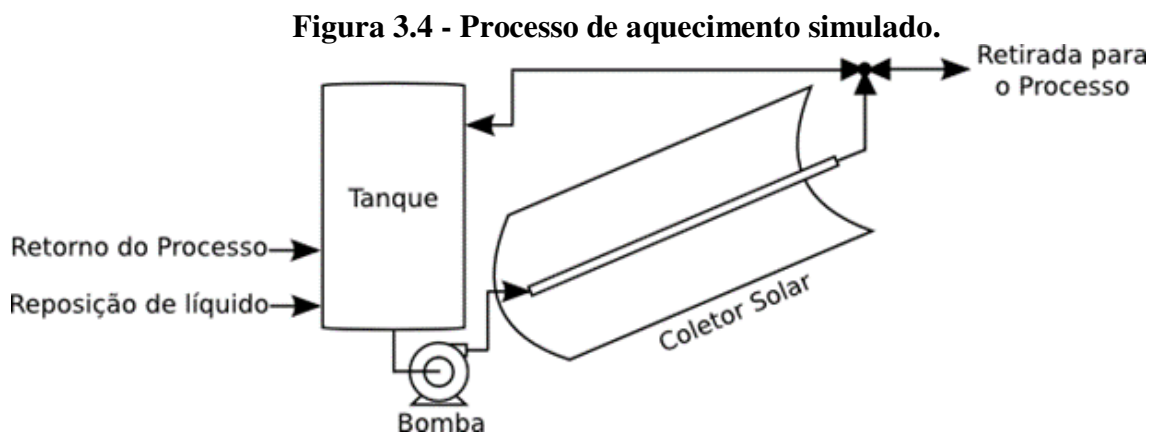 Figura 3.4 - Processo de aquecimento simulado.
Retirada para
o Processo
Tanque
Retorno do Processo
Reposição de líquido
Coletor Solar
Bomba